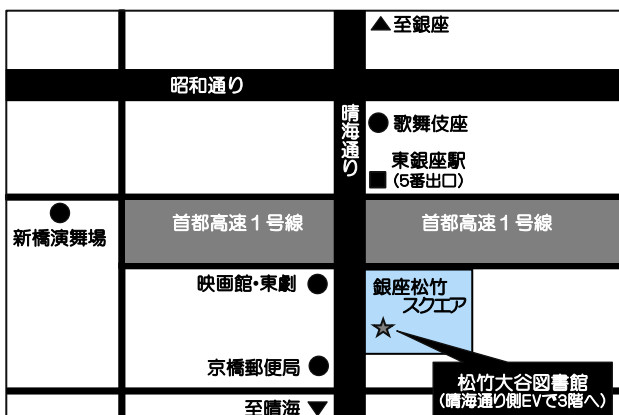 ▲至銀座
昭和通り
晴海通り
●歌舞伎座
東銀座駅
■(5番出口)
●
新橋演舞場
首都高速1号線
首都高速1号線
映画館・東劇●
銀座松竹
スクエア
☆
京橋郵便局●
松竹大谷図書館
(晴海通り側EVで3階へ)
至晴海▼